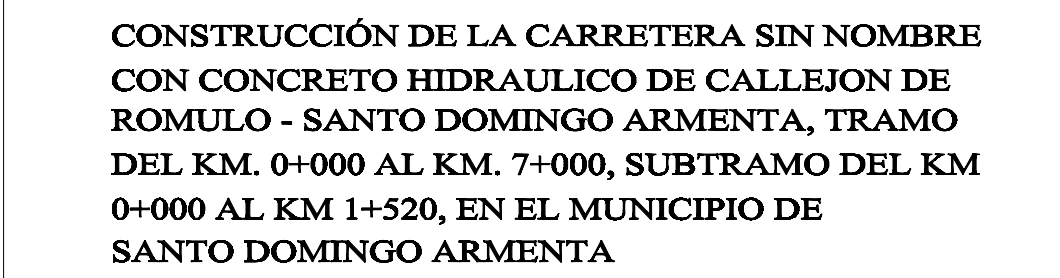 CONSTRUCCIÓN DE LA CARRETERA SIN NOMBRE
CON CONCRETO HIDRAULICO DE CALLEJON DE
ROMULO - SANTO DOMINGO ARMENTA, TRAMO
DEL KM. 0+000 AL KM. 7+000, SUBTRAMO DEL KM
0+000 AL KM 1+520, EN EL MUNICIPIO DE
SANTO DOMINGO ARMENTA